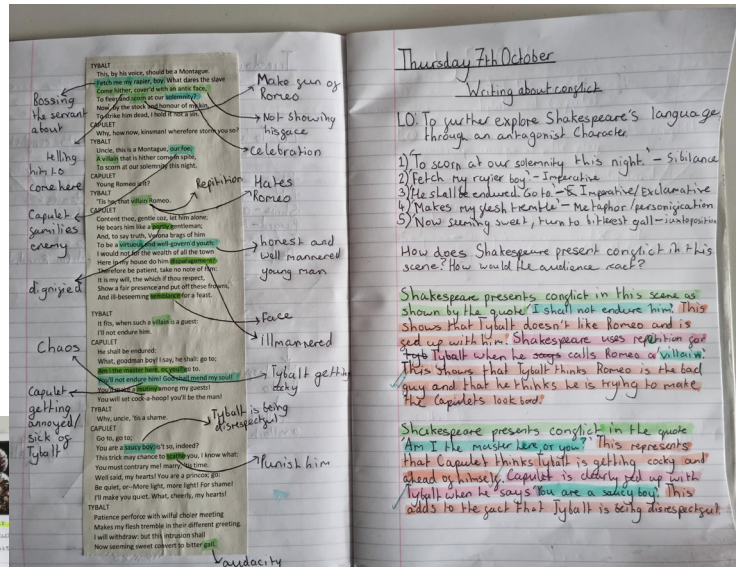 Bossing
the servant
about
telling
him to
come here
Capulet
families
enemy
dignified
Chaos
Capulet
getting
annoyed/
sick of
Tybalt
TYBALT
This, by his voice, should be a Montague.
Fetch me my rapier, boy. What dares the slave
Come hither, cover'd with an antic face,
To fleer and scorn at our solemnity?
Now, by the stock and honour of my kin,
To strike him dead, I hold it not a sin.
CAPULET
Why, how now, kinsman! wherefore storm you so?
TYBALT
Uncle, this is a Montague, our foe,
A villain that is hither come in spite,
To scorn at our solemnity this night.
CAPULET
Young Romeo is it?
TYBALT
'Tis he, that villain Romeo.
CAPULET
Content thee, gentle coz, let him alone;
He bears him like a portly gentleman;
And, to say truth, Verona brags of him
To be a virtuous and well-govern'd youth:
I would not for the wealth of all the town
Here in my house do him disparagement:
Therefore be patient, take no note of him:
It is my will, the which if thou respect,
Show a fair presence and put off these frowns,
And ill-beseeming semblance for a feast.
TYBALT
It fits, when such a villain is a guest:
I'll not endure him.
CAPULET
He shall be endured:
What, goodman boy! I say, he shall: go to;
Am I the master here, or you? go to.
You'll not endure him! God shall mend my soul!
You'll make a mutiny among my guests!
You will set cock-a-hoop! you'll be the man!
TYBALT
Why, uncle, 'tis a shame.
CAPULET
Go to, go to;
You are a saucy boy: is't so, indeed?
This trick may chance to scathe you, I know what:
You must contrary me! marry, 'tis time.
Well said, my hearts! You are a princox; go:
Be quiet, or--More light, more light! For shame!
I'll make you quiet. What, cheerly, my hearts!
TYBALT
Patience perforce with wilful choler meeting
Makes my flesh tremble in their different greeting.
I will withdraw: but this intrusion shall
Now seeming sweet convert to bitter gall.
Make fun of
Romeo
Not showing
his face
celebration
Repitition
Hates
Romeo
honest and
well mannered
young man
Face
illmannered
Tybalt getting
cocky
Tybalt is being
disrespectful
Punish him
audacity
Thursday 7th October
Writing about conflict
LO: To further explore Shakespeare's language
through an antagonist character.
1) 'To scorn at our solemnity this night.' – Sibilance
2) 'Fetch my rapier boy' – Imperative
3) He shall be endured. Go to – Imperative/Exclamative
4) 'Makes my flesh tremble' – Metaphor/personification
5) Now seeming sweet, turn to bitterest gall – juxtaposition
How does Shakespeare present conflict in this
scene? How would the audience react?
Shakespeare presents conflict in this scene as
shown by the quote 'I shall not endure him'. This
shows that Tybalt doesn't like Romeo and is
fed up with him. Shakespeare uses repetition for
Tybalt when he says calls Romeo a 'villain'.
This shows that Tybalt thinks Romeo is the bad
guy and that he thinks he is trying to make
the Capulets look bad.
Shakespeare presents conflict in the quote
'Am I the master here or you?' This represents
that Capulet thinks Tybalt is getting cocky and
ahead of himself. Capulet is clearly fed up with
Tybalt when he says 'You are a saucy boy'. This
adds to the fact that Tybalt is being disrespectful.